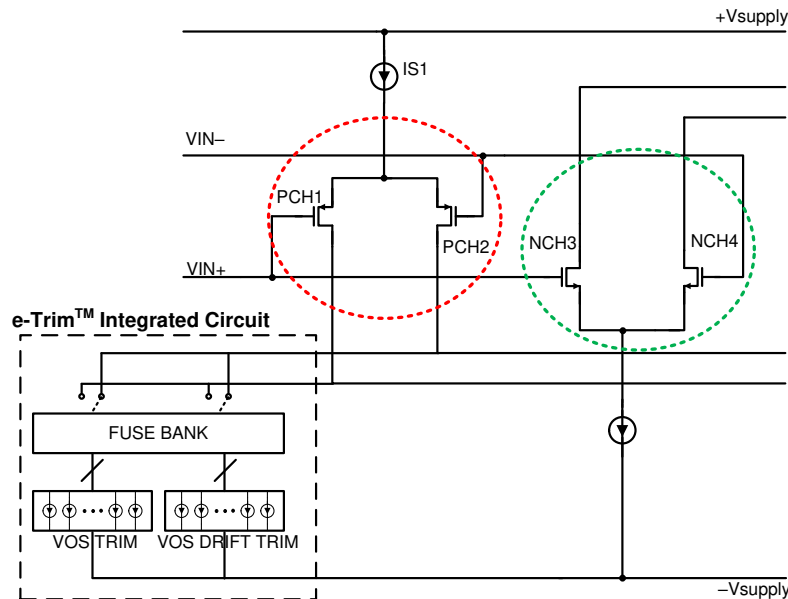 +Vsupply
IS1
VIN–
PCH1
PCH2
NCH3
NCH4
VIN+
e-Trim™ Integrated Circuit
FUSE BANK
VOS TRIM
VOS DRIFT TRIM
–Vsupply